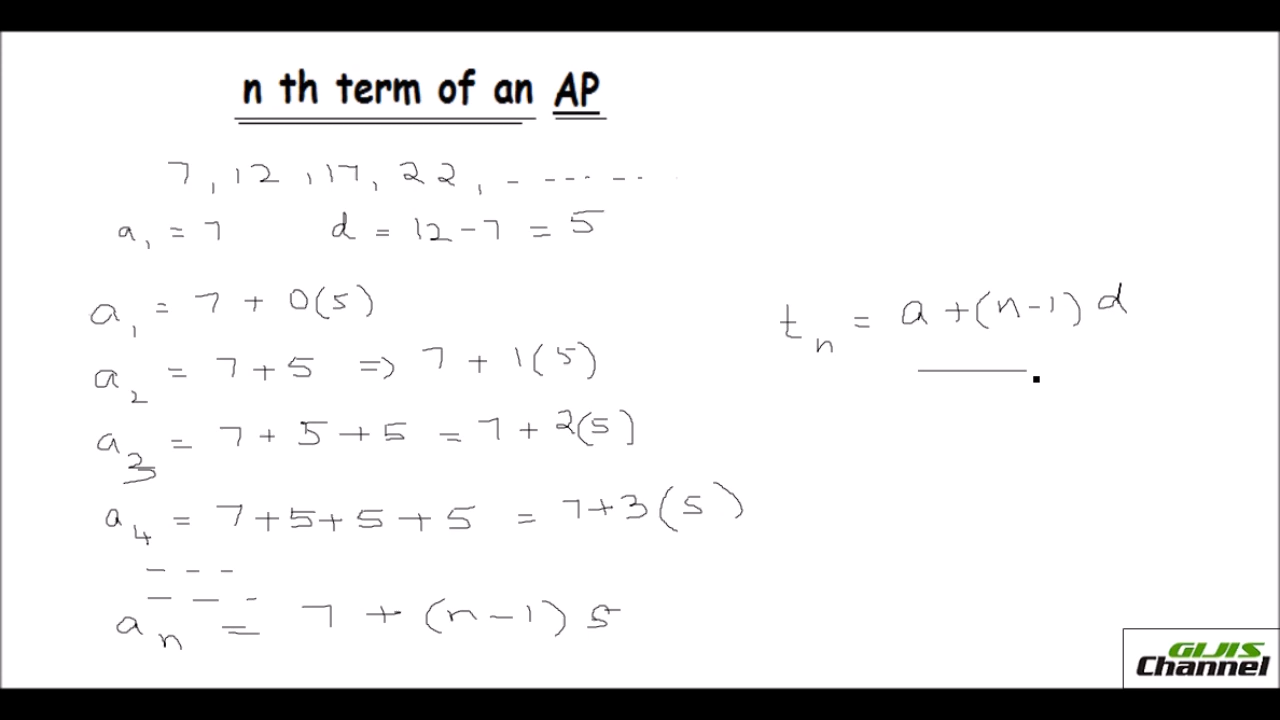 n th term of an AP
7, 12, 17, 22, - - - - - -
a₁ = 7 d = 12 - 7 = 5
a₁ = 7 + 0(5)
a₂ = 7 + 5 => 7 + 1(5)
a₃ = 7 + 5 + 5 = 7 + 2(5)
a₄ = 7 + 5 + 5 + 5 = 7 + 3(5)
- - -
- - -
aₙ = 7 + (n - 1) 5
tₙ = a + (n - 1) d
GIJIS
Channel